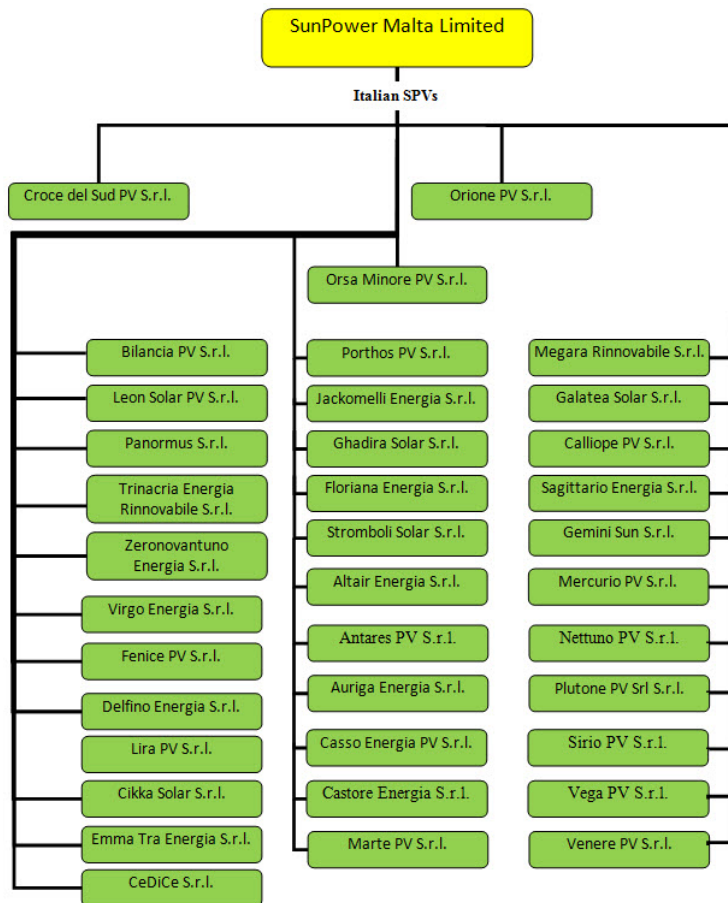 SunPower Malta Limited
Italian SPVs
Croce del Sud PV S.r.l.
Orione PV S.r.l.
Orsa Minore PV S.r.l.
Bilancia PV S.r.l.
Leon Solar PV S.r.l.
Panormus S.r.l.
Trinacria Energia
Rinnovabile S.r.l.
Zeronovantuno
Energia S.r.l.
Virgo Energia S.r.l.
Fenice PV S.r.l.
Delfino Energia S.r.l.
Lira PV S.r.l.
Cikka Solar S.r.l.
Emma Tra Energia S.r.l.
CeDiCe S.r.l.
Porthos PV S.r.l.
Jackomelli Energia S.r.l.
Ghadira Solar S.r.l.
Floriana Energia S.r.l.
Stromboli Solar S.r.l.
Altair Energia S.r.l.
Antares PV S.r.l.
Auriga Energia S.r.l.
Casso Energia PV S.r.l.
Castore Energia S.r.l.
Marte PV S.r.l.
Megara Rinnovabile S.r.l.
Galatea Solar S.r.l.
Calliope PV S.r.l.
Sagittario Energia S.r.l.
Gemini Sun S.r.l.
Mercurio PV S.r.l.
Nettuno PV S.r.l.
Plutone PV Srl S.r.l.
Sirio PV S.r.l.
Vega PV S.r.l.
Venere PV S.r.l.